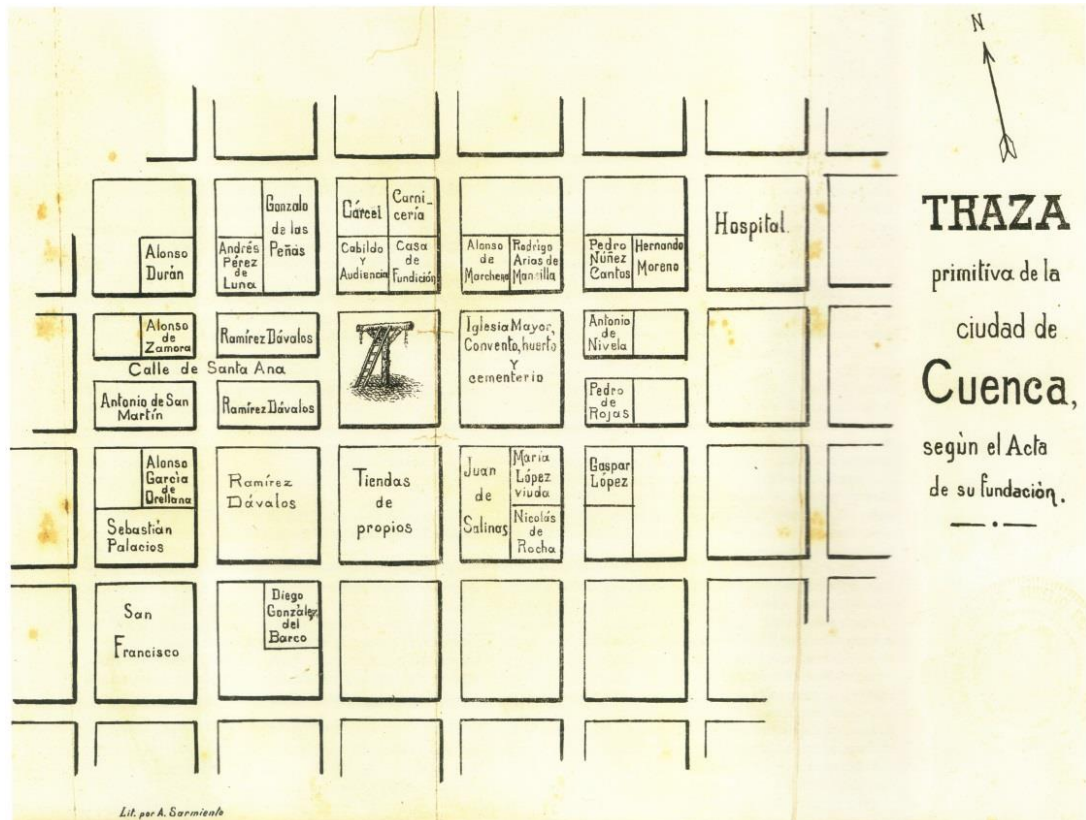 N
THAZA
primitiva de la
ciudad de
Cuenca,
según el Acta
de su fundación.
Alonso
Durán
Andrés
Pérez
de
Luna
Gonzalo
de las
Peñas
Cárcel
Carni_
cería
Cabildo
y
Audiencia
Casa
de
Fundición
Alonso
de
Marchena
Rodrigo
Arias de
Mansilla
Pedro
Núñez
Cantos
Hernando
Moreno
Hospital.
Alonso
de
Zamora
Ramírez Dávalos
Calle de Santa Ana
Antonio de San
Martín
Ramírez Dávalos
Iglesia Mayor,
Convento, huerto
y
cementerio
Antonio
de
Nivela
Pedro
de
Rojas
Alonso
Garcia
de
Orellana
Sebastián
Palacios
Ramírez
Dávalos
Tiendas
de
propios
Juan
de
Salinas
María
López
viuda
Nicolás
de
Rocha
Gaspar
López
San
Francisco
Diego
González
del
Barco
Lit. por A. Sarmiento